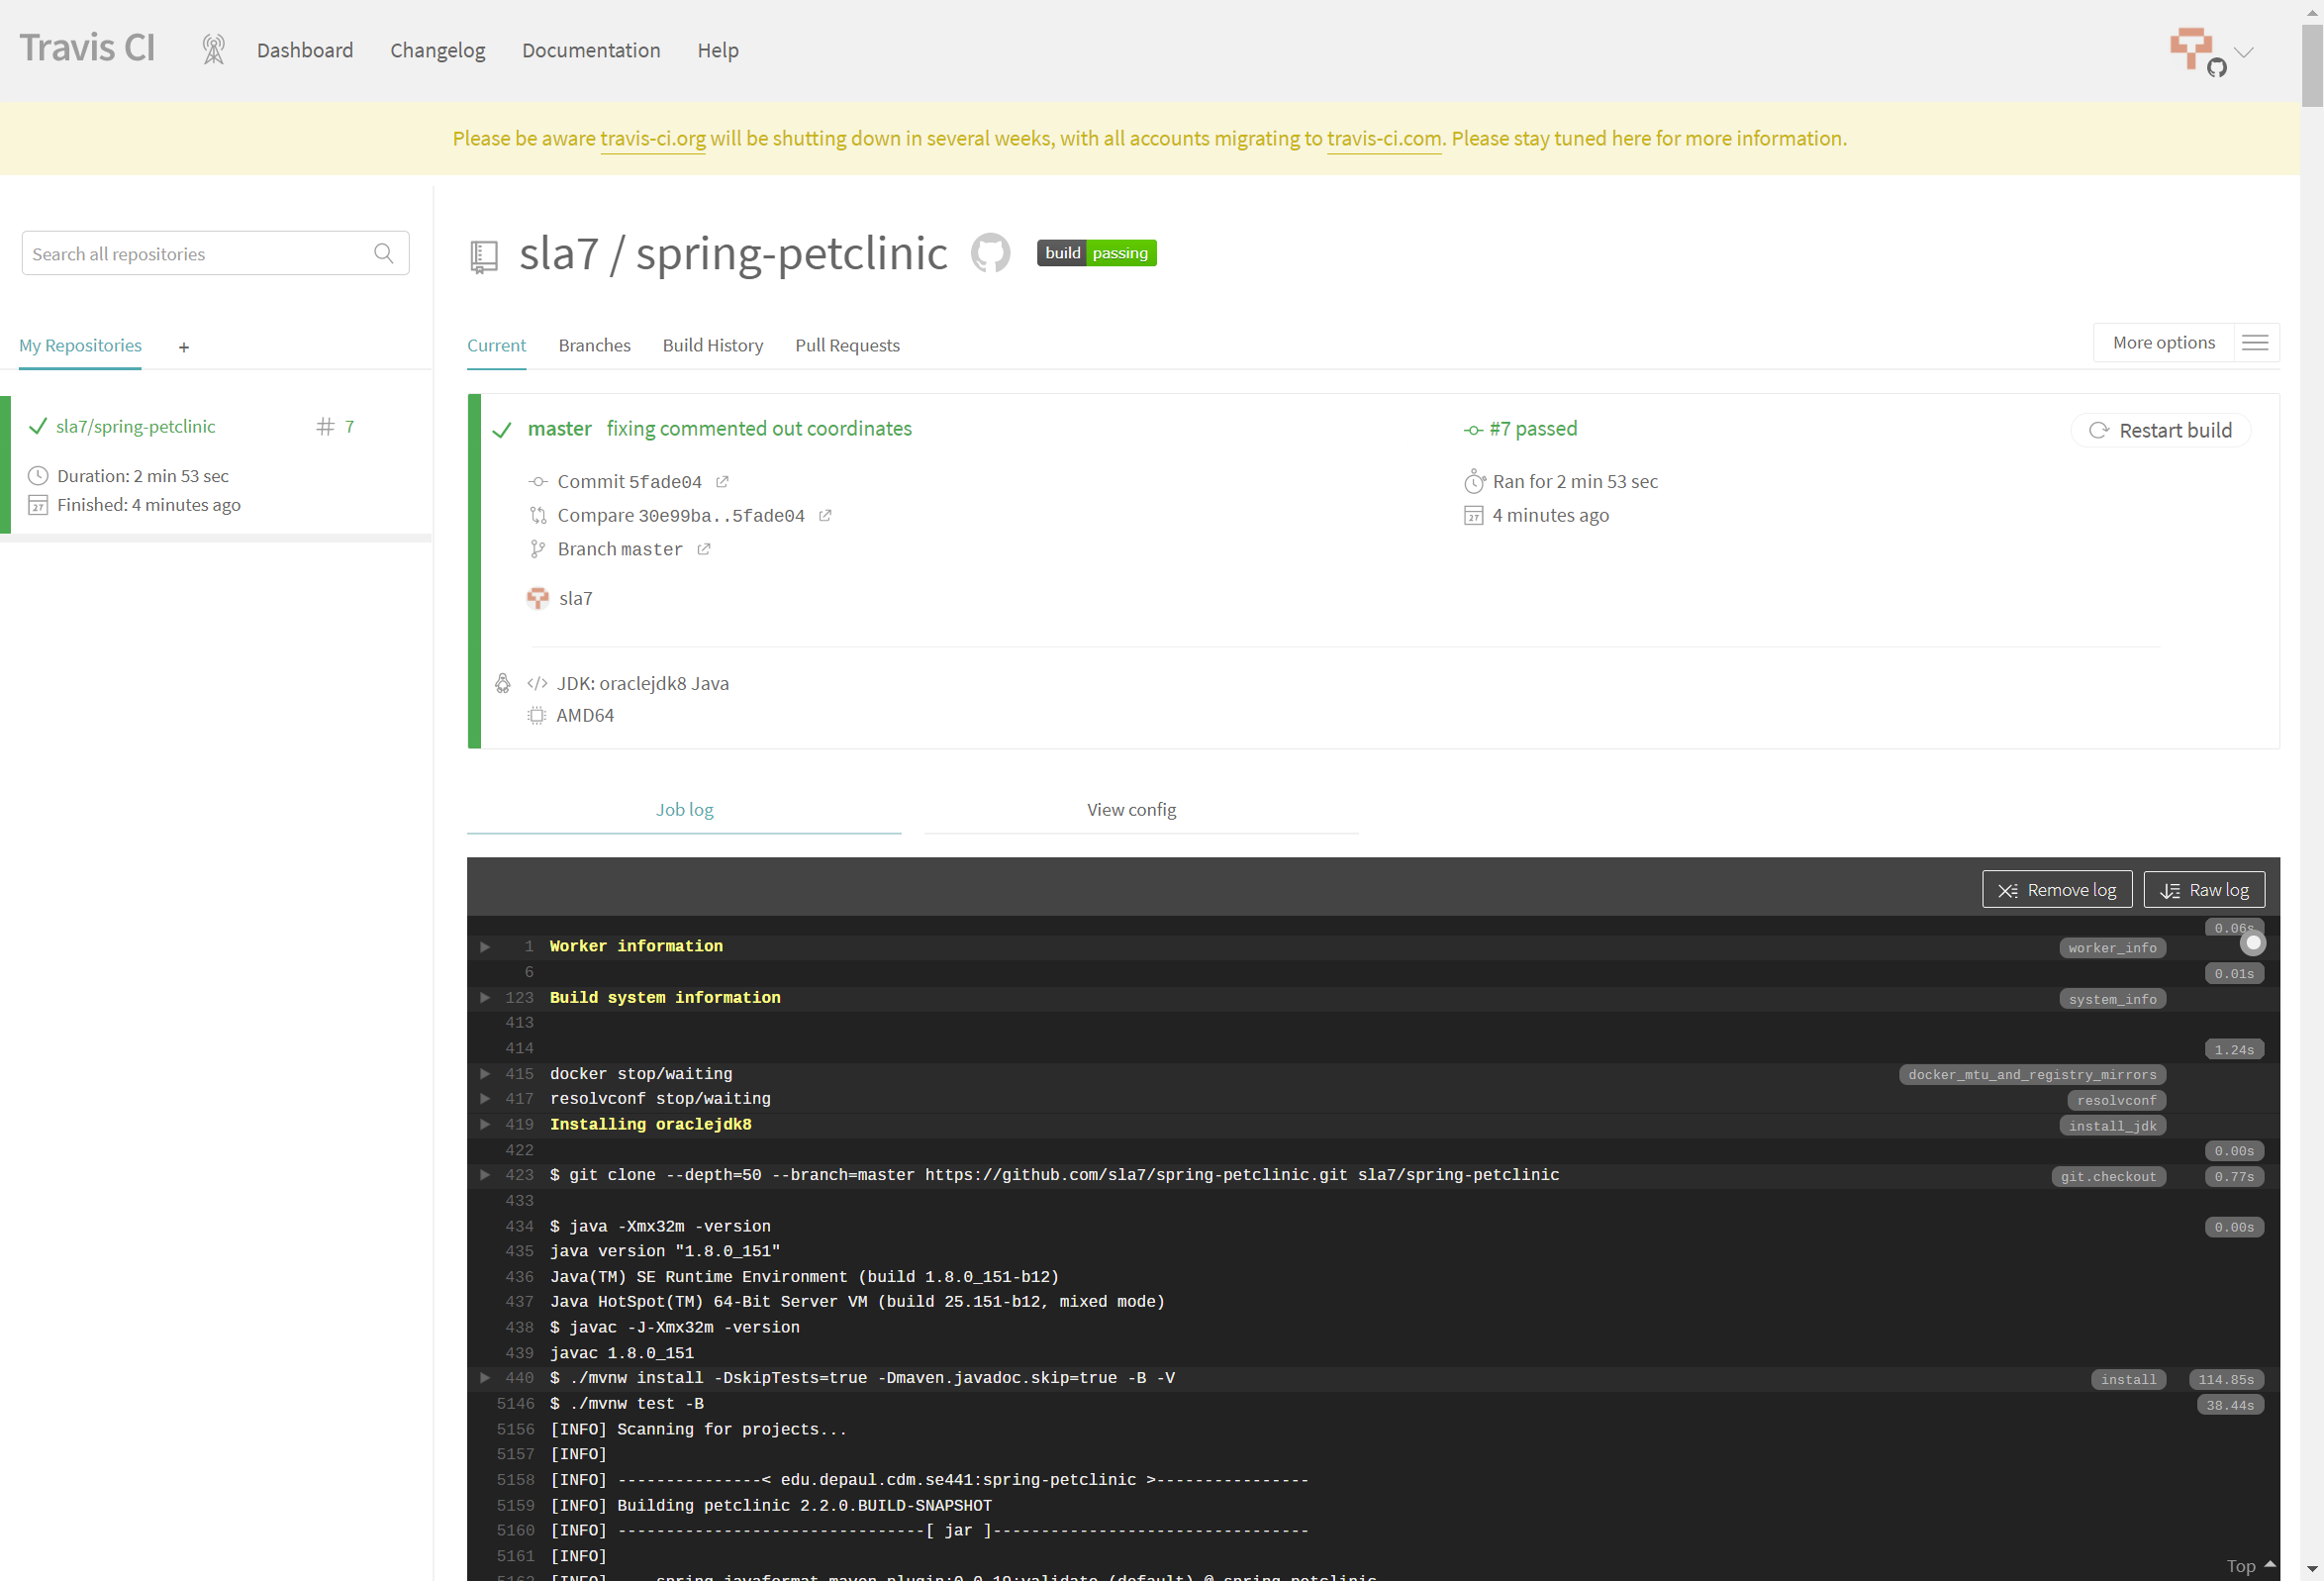 Travis CI Dashboard Changelog Documentation Help
Please be aware travis-ci.org will be shutting down in several weeks, with all accounts migrating to travis-ci.com. Please stay tuned here for more information.
Search all repositories
My Repositories +
sla7/spring-petclinic # 7
Duration: 2 min 53 sec
Finished: 4 minutes ago
sla7 / spring-petclinic build passing
Current Branches Build History Pull Requests More options
master fixing commented out coordinates
Commit 5fade04
Compare 30e99ba..5fade04
Branch master
sla7
#7 passed
Ran for 2 min 53 sec
4 minutes ago
Restart build
JDK: oraclejdk8 Java
AMD64
Job log View config
Remove log Raw log
0.06s
1 Worker information worker_info
6 0.01s
123 Build system information system_info
413
414 1.24s
415 docker stop/waiting docker_mtu_and_registry_mirrors
417 resolvconf stop/waiting resolvconf
419 Installing oraclejdk8 install_jdk
422 0.00s
423 $ git clone --depth=50 --branch=master https://github.com/sla7/spring-petclinic.git sla7/spring-petclinic git.checkout 0.77s
433
434 $ java -Xmx32m -version 0.00s
435 java version "1.8.0_151"
436 Java(TM) SE Runtime Environment (build 1.8.0_151-b12)
437 Java HotSpot(TM) 64-Bit Server VM (build 25.151-b12, mixed mode)
438 $ javac -J-Xmx32m -version
439 javac 1.8.0_151
440 $ ./mvnw install -DskipTests=true -Dmaven.javadoc.skip=true -B -V install 114.85s
5146 $ ./mvnw test -B 38.44s
5156 [INFO] Scanning for projects...
5157 [INFO]
5158 [INFO] ---------------< edu.depaul.cdm.se441:spring-petclinic >----------------
5159 [INFO] Building petclinic 2.2.0.BUILD-SNAPSHOT
5160 [INFO] --------------------------------[ jar ]---------------------------------
5161 [INFO]
Top